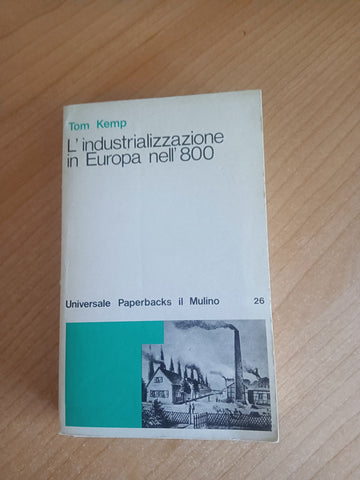 Tom Kemp
L'industrializzazione
in Europa nell'800
Universale Paperbacks il Mulino 26